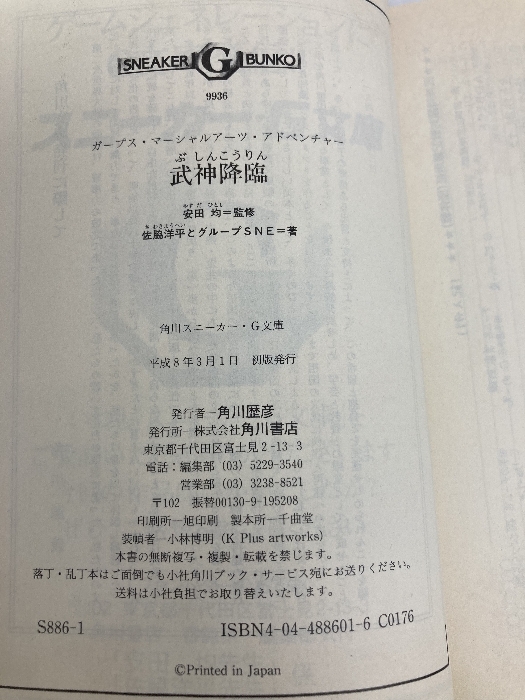 SNEAKER G BUNKO
9936
ガープス・マーシャルアーツ・アドベンチャー
ぶ しんこうりん
武神降臨
やす だ ひとし
安田 均＝監修
さ わきようへい
佐脇洋平とグループSNE＝著
角川スニーカー・G文庫
平成8年3月1日 初版発行
発行者―角川歴彦
発行所―株式会社角川書店
東京都千代田区富士見2-13-3
電話：編集部（03）5229-3540
営業部（03）3238-8521
〒102 振替00130-9-195208
印刷所―旭印刷 製本所―千曲堂
装幀者―小林博明（K Plus artworks）
本書の無断複写・複製・転載を禁じます。
落丁・乱丁本はご面倒でも小社角川ブック・サービス宛にお送りください。
送料は小社負担でお取り替えいたします。
S886-1 ISBN4-04-488601-6 C0176
©Printed in Japan